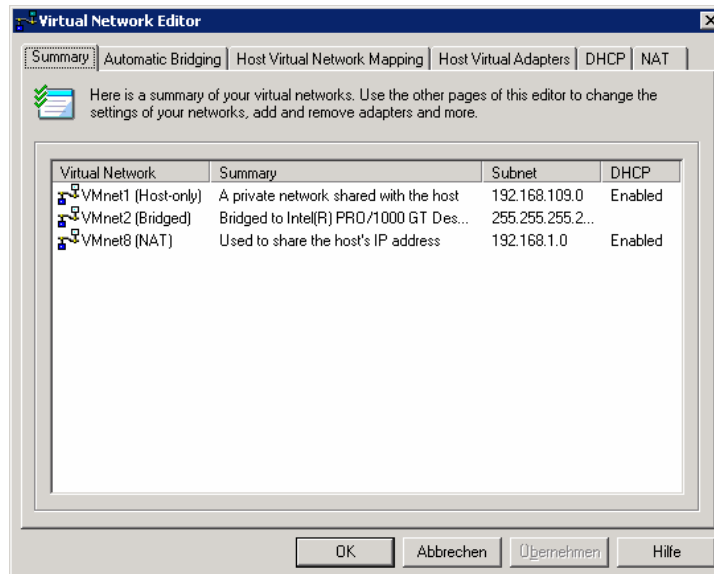 Virtual Network Editor
Summary Automatic Bridging Host Virtual Network Mapping Host Virtual Adapters DHCP NAT
Here is a summary of your virtual networks. Use the other pages of this editor to change the
settings of your networks, add and remove adapters and more.
Virtual Network Summary Subnet DHCP
VMnet1 (Host-only) A private network shared with the host 192.168.109.0 Enabled
VMnet2 (Bridged) Bridged to Intel(R) PRO/1000 GT Des... 255.255.255.2...
VMnet8 (NAT) Used to share the host's IP address 192.168.1.0 Enabled
OK Abbrechen Übernehmen Hilfe